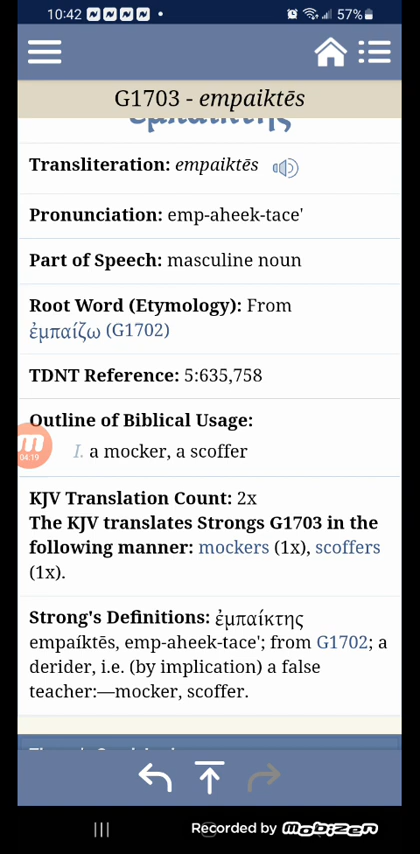 10:42
57%
G1703 - empaiktēs
ἐμπαίκτης
Transliteration: empaiktēs
Pronunciation: emp-aheek-tace'
Part of Speech: masculine noun
Root Word (Etymology): From
ἐμπαίζω (G1702)
TDNT Reference: 5:635,758
Outline of Biblical Usage:
I. a mocker, a scoffer
04:19
KJV Translation Count: 2x
The KJV translates Strongs G1703 in the
following manner: mockers (1x), scoffers
(1x).
Strong's Definitions: ἐμπαίκτης
empaíktēs, emp-aheek-tace'; from G1702; a
derider, i.e. (by implication) a false
teacher:—mocker, scoffer.
Recorded by mobizen